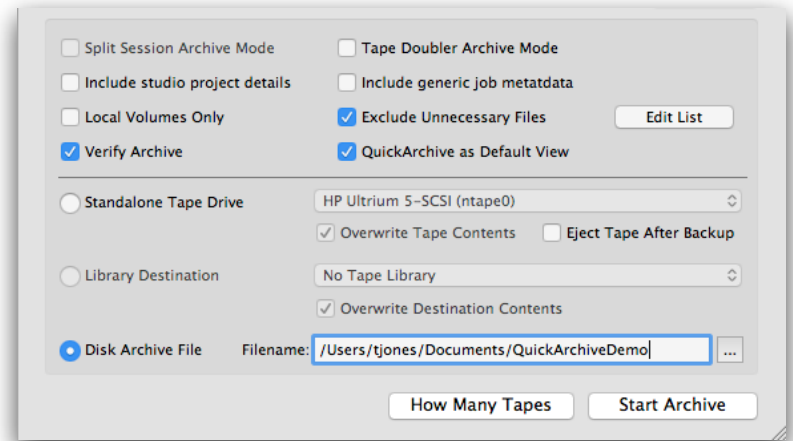 Split Session Archive Mode Tape Doubler Archive Mode
Include studio project details Include generic job metatdata
Local Volumes Only Exclude Unnecessary Files Edit List
Verify Archive QuickArchive as Default View
Standalone Tape Drive HP Ultrium 5-SCSI (ntape0)
Overwrite Tape Contents Eject Tape After Backup
Library Destination No Tape Library
Overwrite Destination Contents
Disk Archive File Filename: /Users/tjones/Documents/QuickArchiveDemo ...
How Many Tapes Start Archive